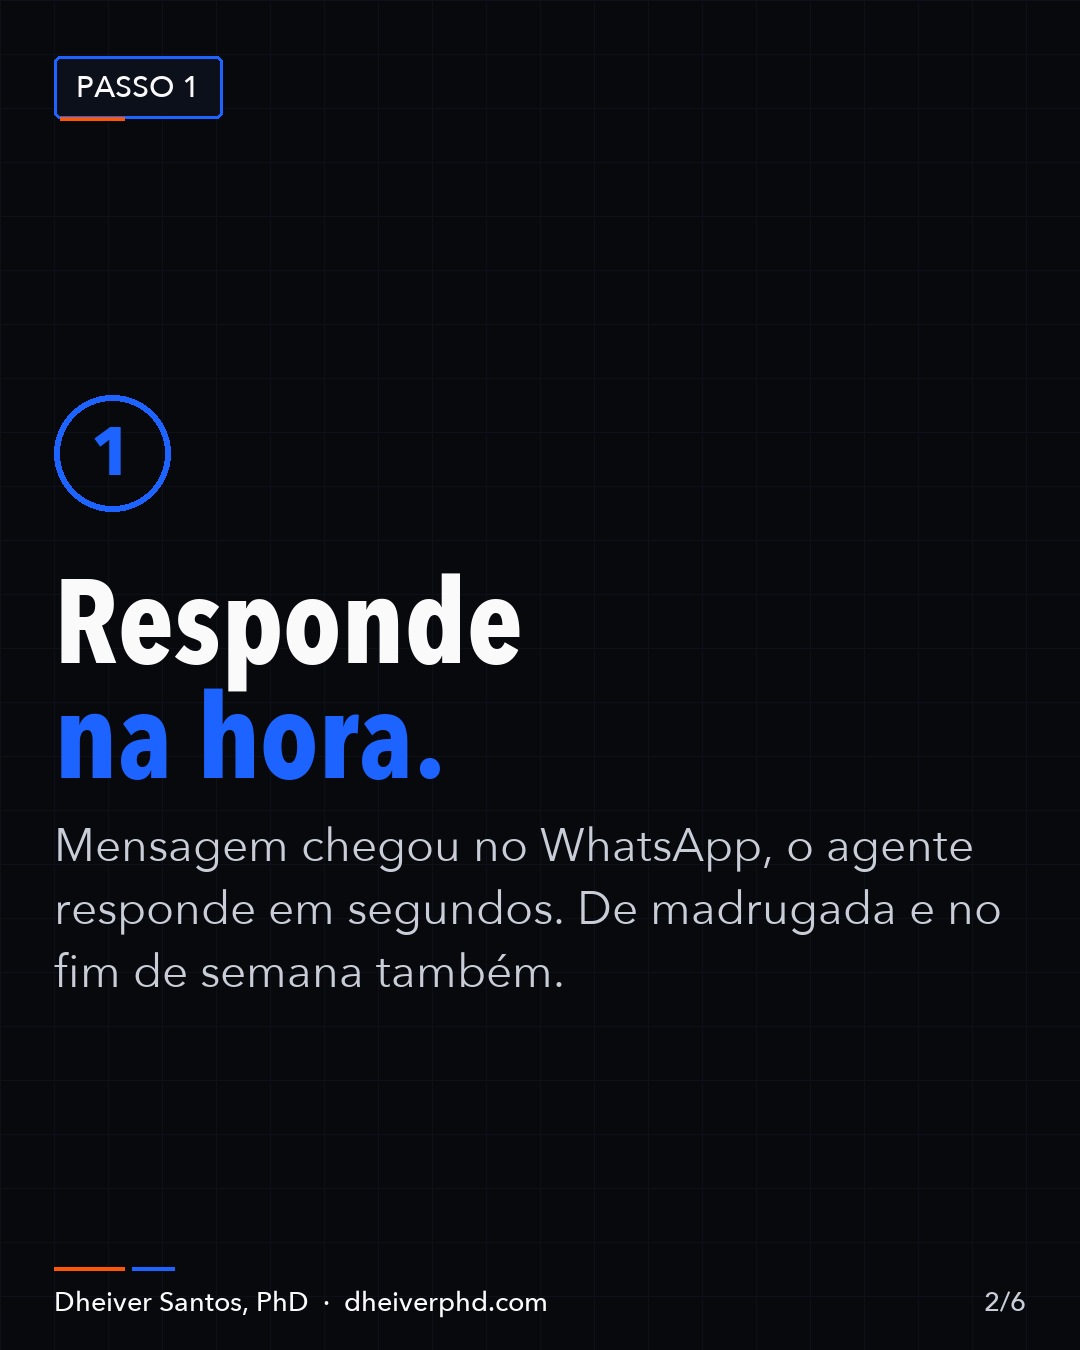 PASSO 1
1
Responde
na hora.
Mensagem chegou no WhatsApp, o agente
responde em segundos. De madrugada e no
fim de semana também.
Dheiver Santos, PhD · dheiverphd.com
2/6